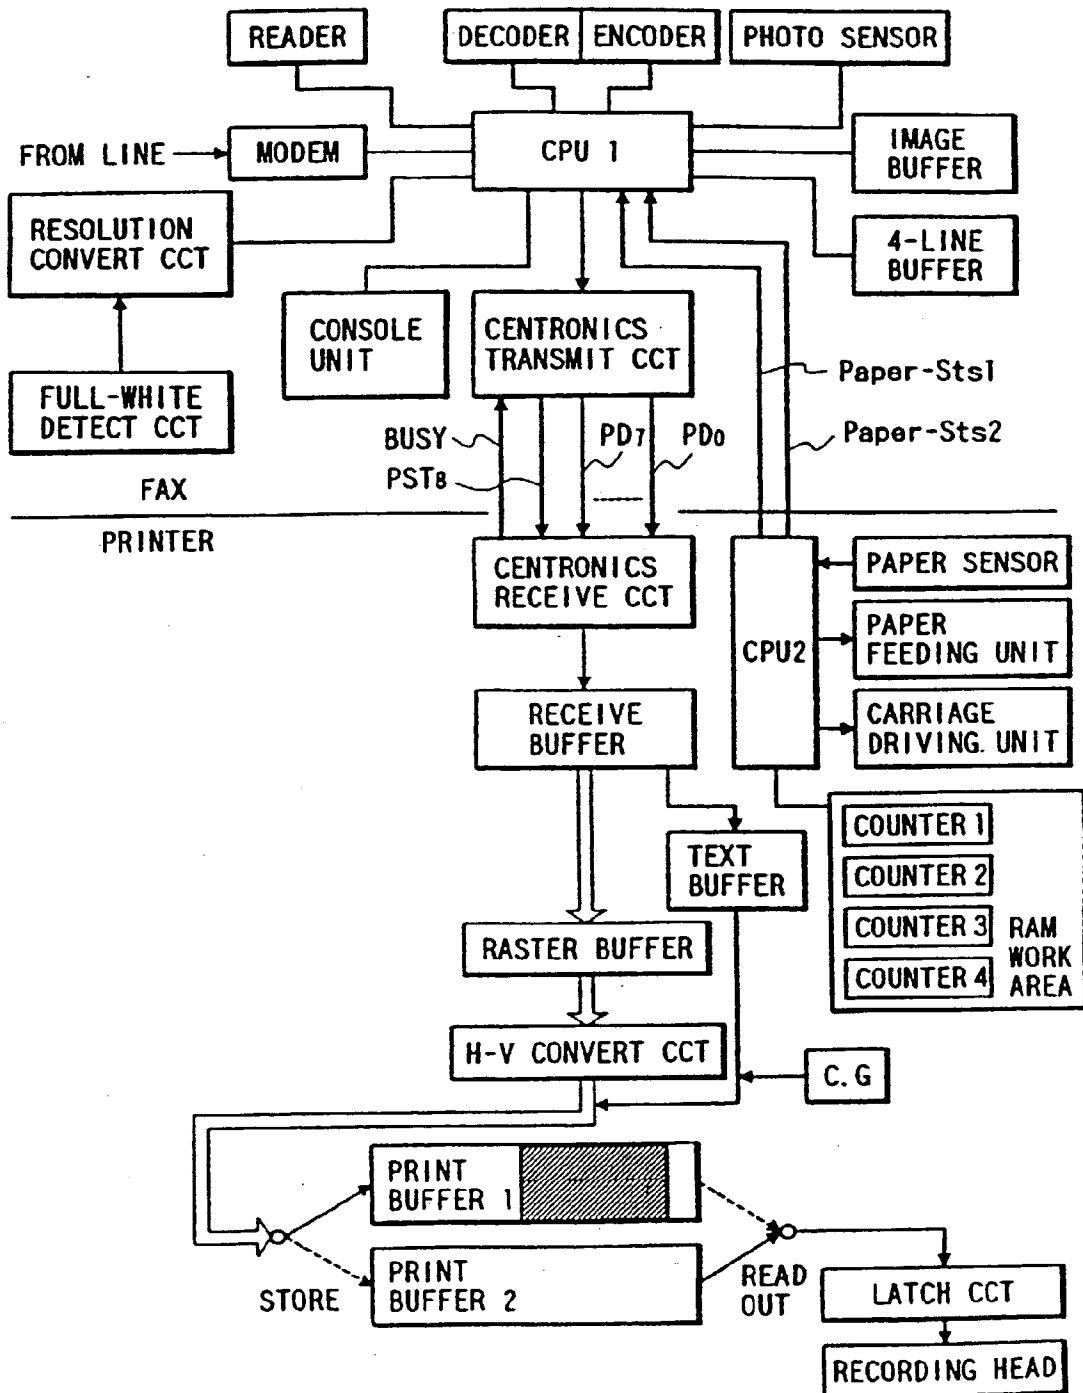 READER
DECODER
ENCODER
PHOTO SENSOR
FROM LINE
MODEM
CPU 1
IMAGE
BUFFER
RESOLUTION
CONVERT CCT
4-LINE
BUFFER
CONSOLE
UNIT
CENTRONICS
TRANSMIT CCT
FULL-WHITE
DETECT CCT
Paper-Sts1
Paper-Sts2
BUSY
PST8
PD7
PD0
FAX
PRINTER
CENTRONICS
RECEIVE CCT
CPU2
PAPER SENSOR
PAPER
FEEDING UNIT
CARRIAGE
DRIVING. UNIT
RECEIVE
BUFFER
TEXT
BUFFER
COUNTER 1
COUNTER 2
COUNTER 3
COUNTER 4
RAM
WORK
AREA
RASTER BUFFER
H-V CONVERT CCT
C.G
PRINT
BUFFER 1
PRINT
BUFFER 2
STORE
READ
OUT
LATCH CCT
RECORDING HEAD